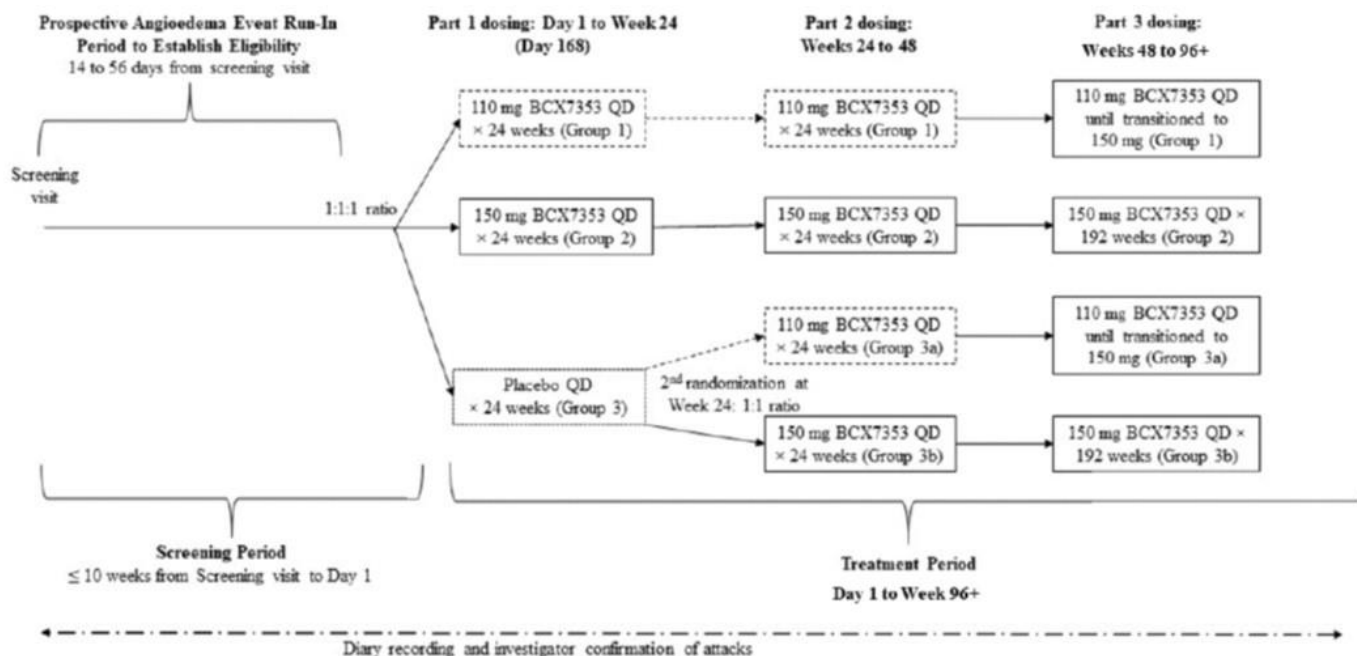 Prospective Angioedema Event Run-In
Period to Establish Eligibility
14 to 56 days from screening visit
Part 1 dosing: Day 1 to Week 24
(Day 168)
Part 2 dosing:
Weeks 24 to 48
Part 3 dosing:
Weeks 48 to 96+
Screening
visit
1:1:1 ratio
110 mg BCX7353 QD
× 24 weeks (Group 1)
110 mg BCX7353 QD
× 24 weeks (Group 1)
110 mg BCX7353 QD
until transitioned to
150 mg (Group 1)
150 mg BCX7353 QD
× 24 weeks (Group 2)
150 mg BCX7353 QD
× 24 weeks (Group 2)
150 mg BCX7353 QD ×
192 weeks (Group 2)
Placebo QD
× 24 weeks (Group 3)
2nd randomization at
Week 24: 1:1 ratio
110 mg BCX7353 QD
× 24 weeks (Group 3a)
110 mg BCX7353 QD
until transitioned to
150 mg (Group 3a)
150 mg BCX7353 QD
× 24 weeks (Group 3b)
150 mg BCX7353 QD ×
192 weeks (Group 3b)
Screening Period
≤ 10 weeks from Screening visit to Day 1
Treatment Period
Day 1 to Week 96+
Diary recording and investigator confirmation of attacks